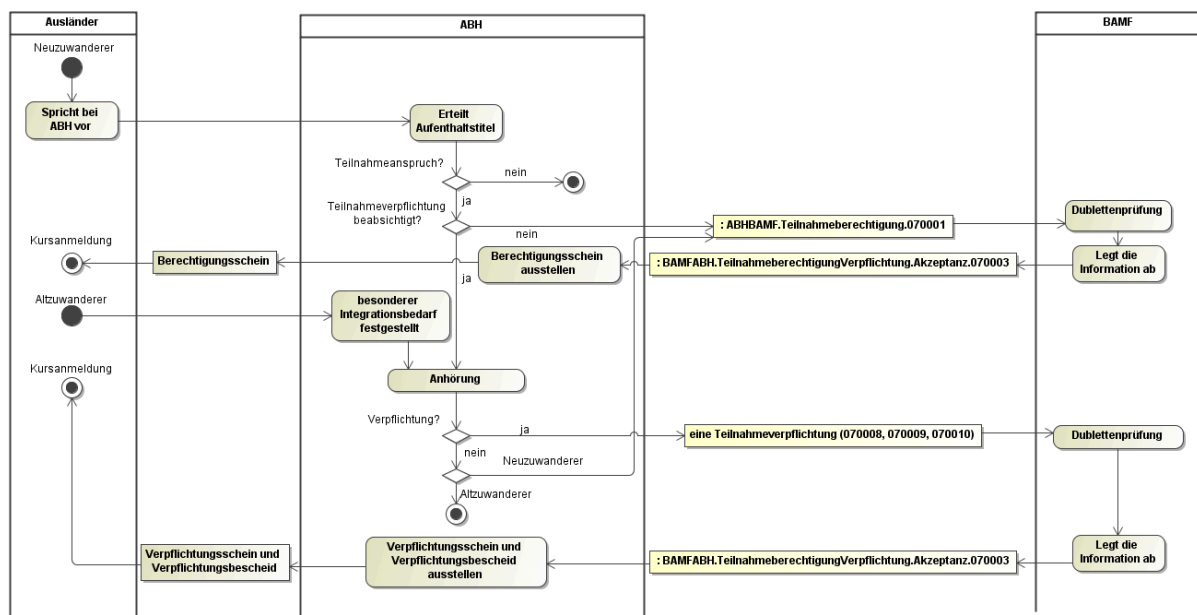 Ausländer
ABH
BAMF
Neuzuwanderer
Spricht bei
ABH vor
Erteilt
Aufenthaltstitel
Teilnahmeanspruch?
nein
ja
Teilnahmeverpflichtung
beabsichtigt?
nein
: ABHBAMF.Teilnahmeberechtigung.070001
Dublettenprüfung
Kursanmeldung
Berechtigungsschein
Berechtigungsschein
ausstellen
: BAMFABH.TeilnahmeberechtigungVerpflichtung.Akzeptanz.070003
Legt die
Information ab
ja
Altzuwanderer
besonderer
Integrationsbedarf
festgestellt
Kursanmeldung
Anhörung
Verpflichtung?
ja
eine Teilnahmeverpflichtung (070008, 070009, 070010)
Dublettenprüfung
nein
Neuzuwanderer
Altzuwanderer
Verpflichtungsschein und
Verpflichtungsbescheid
Verpflichtungsschein und
Verpflichtungsbescheid
ausstellen
: BAMFABH.TeilnahmeberechtigungVerpflichtung.Akzeptanz.070003
Legt die
Information ab